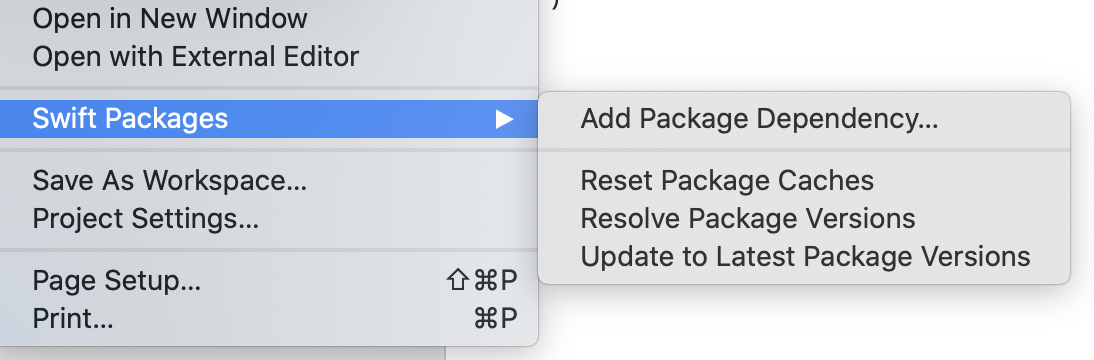 Open in New Window
Open with External Editor
Swift Packages ▶
Add Package Dependency...
Reset Package Caches
Resolve Package Versions
Update to Latest Package Versions
Save As Workspace...
Project Settings...
Page Setup... ⇧⌘P
Print... ⌘P